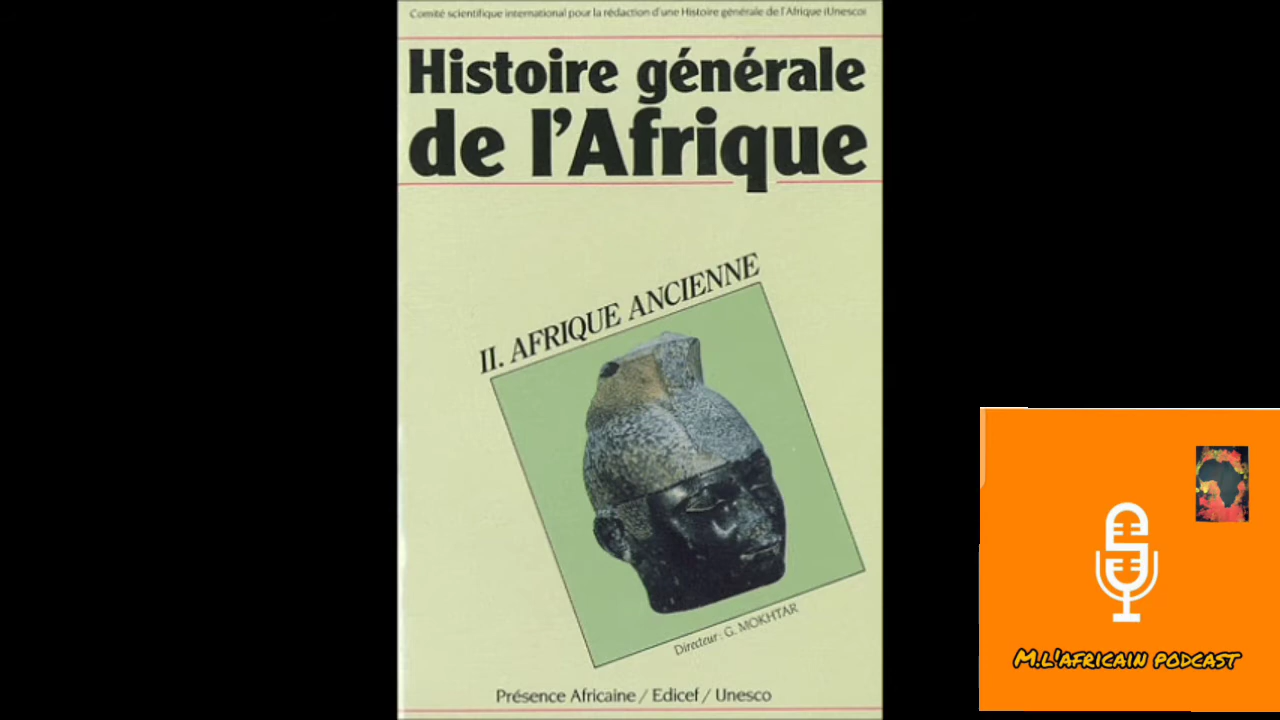 Comité scientifique international pour la rédaction d'une Histoire générale de l'Afrique (Unesco)
Histoire générale
de l'Afrique
II. AFRIQUE ANCIENNE
Directeur : G. MOKHTAR
Présence Africaine / Edicef / Unesco
M.L'AFRICAIN PODCAST